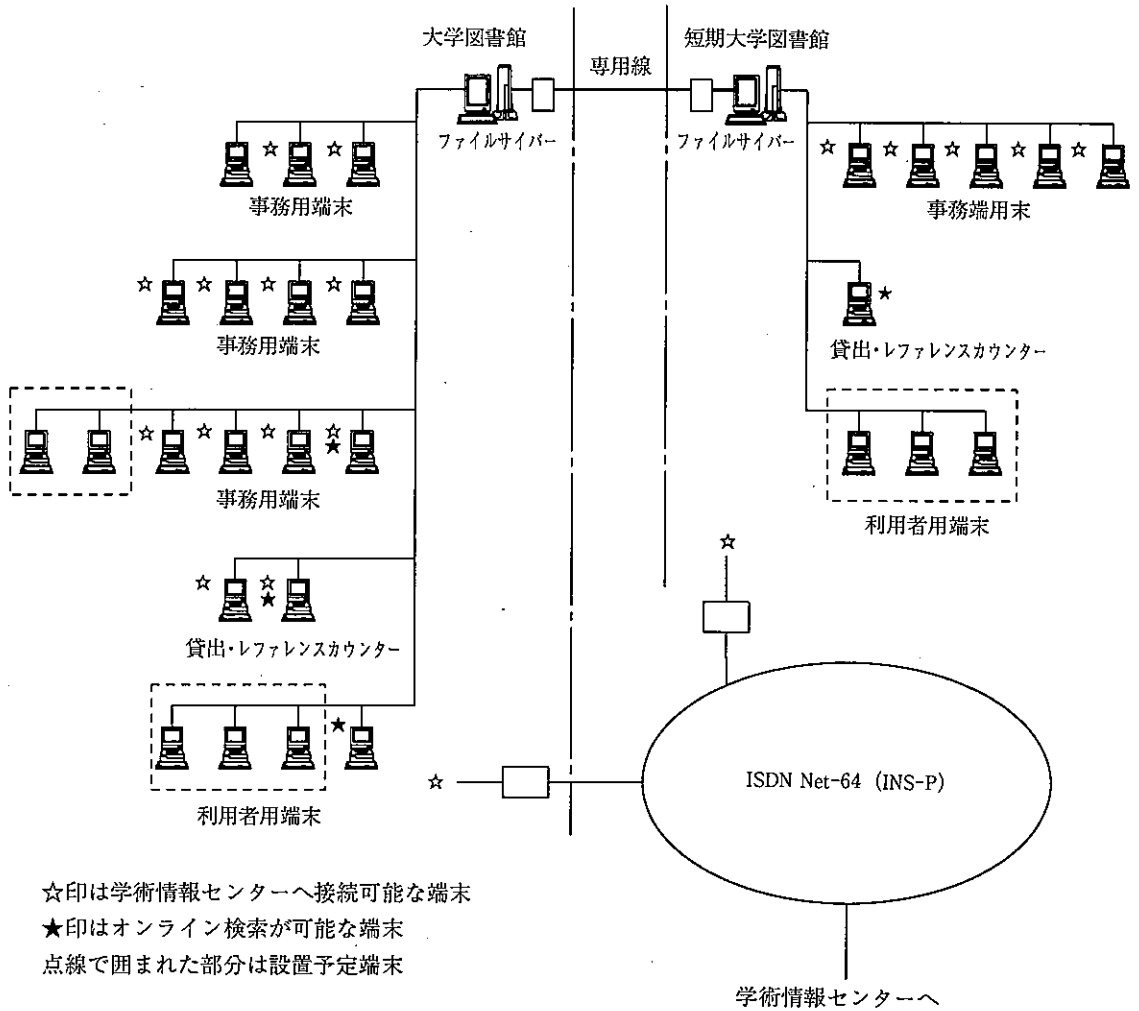 大学図書館
短期大学図書館
専用線
ファイルサイバー
ファイルサイバー
☆ ☆
事務用端末
☆ ☆ ☆ ☆ ☆
事務端用末
☆ ☆ ☆ ☆
事務用端末
★
貸出・レファレンスカウンター
☆ ☆ ☆ ☆
★
事務用端末
利用者用端末
☆ ☆
★
貸出・レファレンスカウンター
☆
★
利用者用端末
☆
ISDN Net-64 (INS-P)
☆印は学術情報センターへ接続可能な端末
★印はオンライン検索が可能な端末
点線で囲まれた部分は設置予定端末
学術情報センターへ